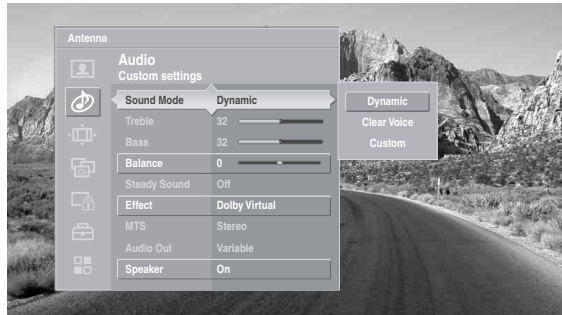 Antenna
Audio
Custom settings
Sound Mode Dynamic
Treble 32
Bass 32
Balance 0
Steady Sound Off
Effect Dolby Virtual
MTS Stereo
Audio Out Variable
Speaker On
Dynamic
Clear Voice
Custom
Ch